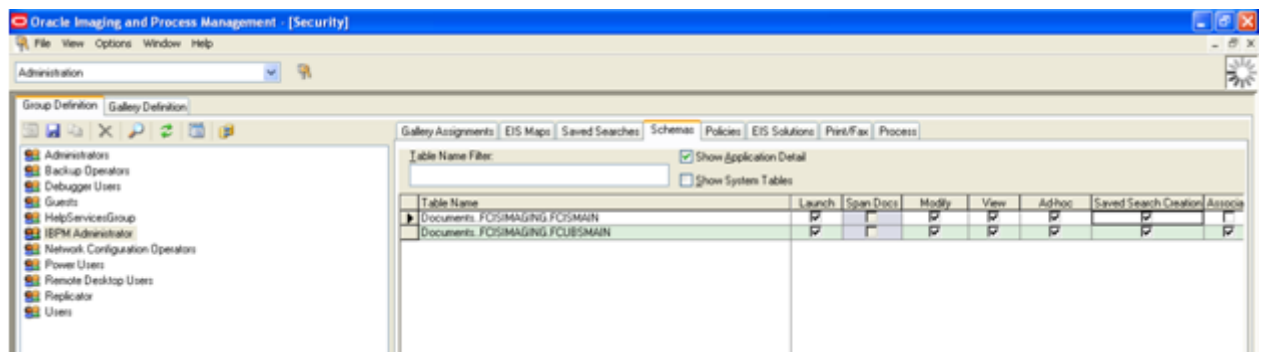 Oracle Imaging and Process Management - [Security]
File View Options Window Help
Administration
Group Definition Gallery Definition
Gallery Assignments EIS Maps Saved Searches Schemas Policies EIS Solutions Print/Fax Process
Administrators
Backup Operators
Debugger Users
Guests
HelpServicesGroup
IBPM Administrator
Network Configuration Operators
Power Users
Remote Desktop Users
Replicator
Users
Table Name Filter:
Show Application Detail
Show System Tables
Table Name Launch Span Docs Modify View Ad-hoc Saved Search Creation Associa
Documents..FCISIMAGING.FCISMAIN
Documents..FCISIMAGING.FCUBSMAIN